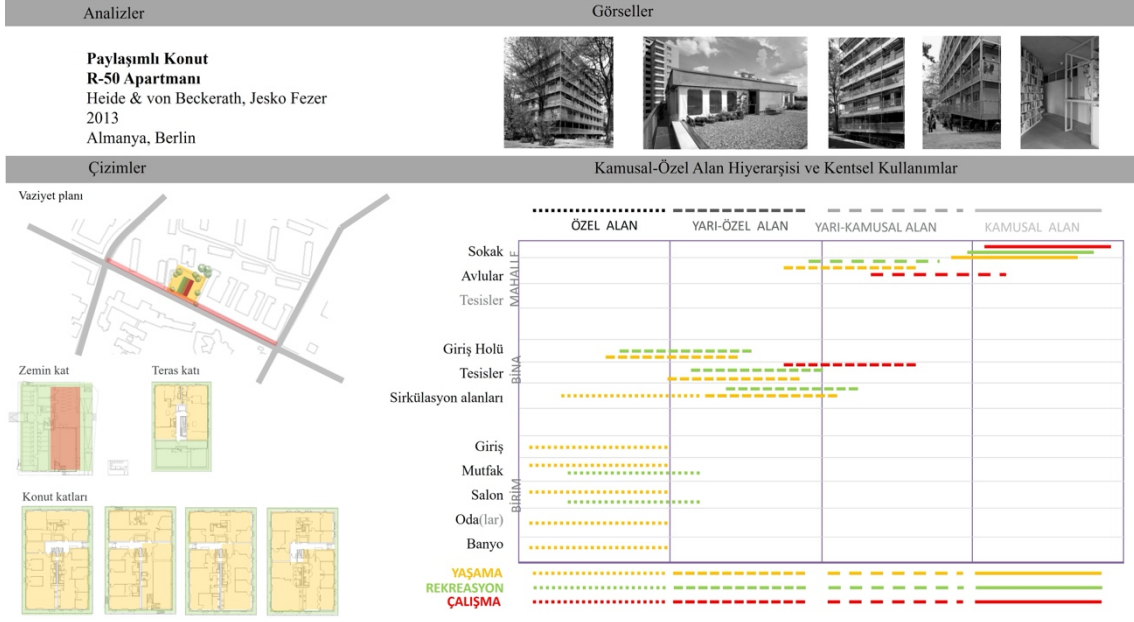 Analizler
Görseller
Paylaşımlı Konut
R-50 Apartmanı
Heide & von Beckerath, Jesko Fezer
2013
Almanya, Berlin
Çizimler
Kamusal-Özel Alan Hiyerarşisi ve Kentsel Kullanımlar
Vaziyet planı
Zemin kat
Teras katı
Konut katları
ÖZEL ALAN
YARI-ÖZEL ALAN
YARI-KAMUSAL ALAN
KAMUSAL ALAN
MAHALLE
Sokak
Avlular
Tesisler
BİNA
Giriş Holü
Tesisler
Sirkülasyon alanları
BİRİM
Giriş
Mutfak
Salon
Oda(lar)
Banyo
YAŞAMA
REKREASYON
ÇALIŞMA